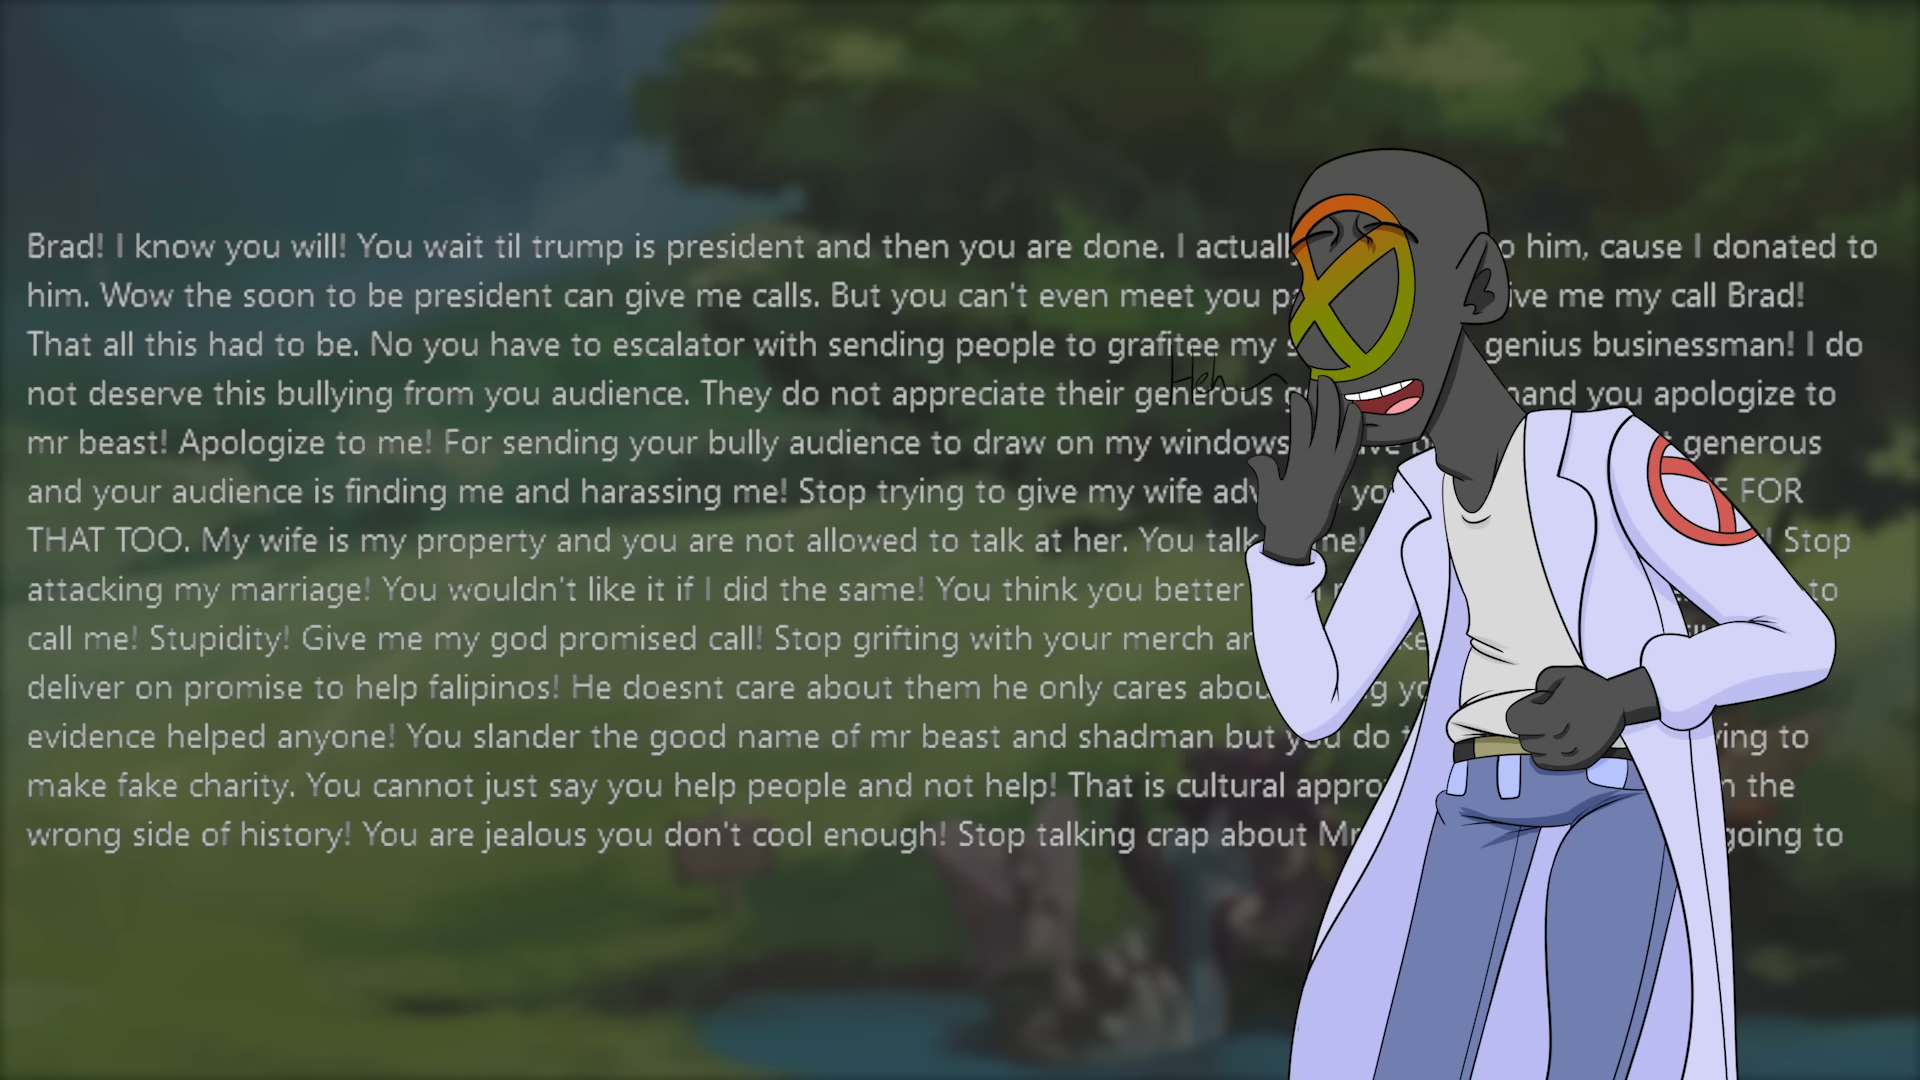 Brad! I know you will! You wait til trump is president and then you are done. I actually o him, cause I donated to
him. Wow the soon to be president can give me calls. But you can't even meet you ive me my call Brad!
That all this had to be. No you have to escalator with sending people to grafitee my genius businessman! I do
not deserve this bullying from you audience. They do not appreciate their generous you apologize to
mr beast! Apologize to me! For sending your bully audience to draw on my windows generous
and your audience is finding me and harassing me! Stop trying to give my wife FOR
THAT TOO. My wife is my property and you are not allowed to talk at her. You talk Stop
attacking my marriage! You wouldn't like it if I did the same! You think you better to
call me! Stupidity! Give me my god promised call! Stop grifting with your merch
deliver on promise to help falipinos! He doesnt care about them he only cares
evidence helped anyone! You slander the good name of mr beast and shadman but you do ying to
make fake charity. You cannot just say you help people and not help! That is cultural the
wrong side of history! You are jealous you don't cool enough! Stop talking crap about going to
Heh